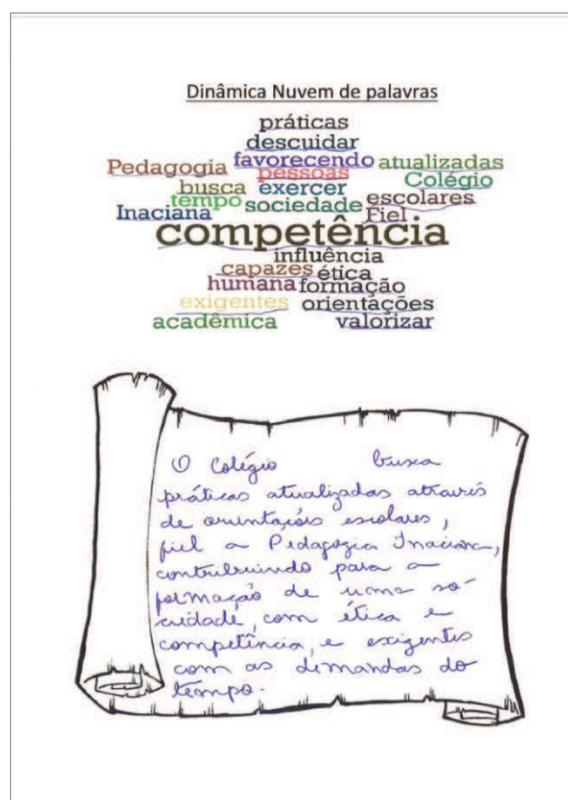 Dinâmica Nuvem de palavras
práticas
descuidar
favorecendo
Pedagogia pessoas atualizadas
busca exercer Colégio
tempo sociedade escolares
Inaciana Fiel
competência
influência
capazes ética
humana formação
exigentes orientações
acadêmica valorizar
O Colégio busca
práticas atualizadas através
de orientações escolares,
fiel a Pedagogia Inaciana,
contribuindo para a
formação de uma so-
ciedade, com ética e
competência, e exigentes
com as demandas do
tempo.